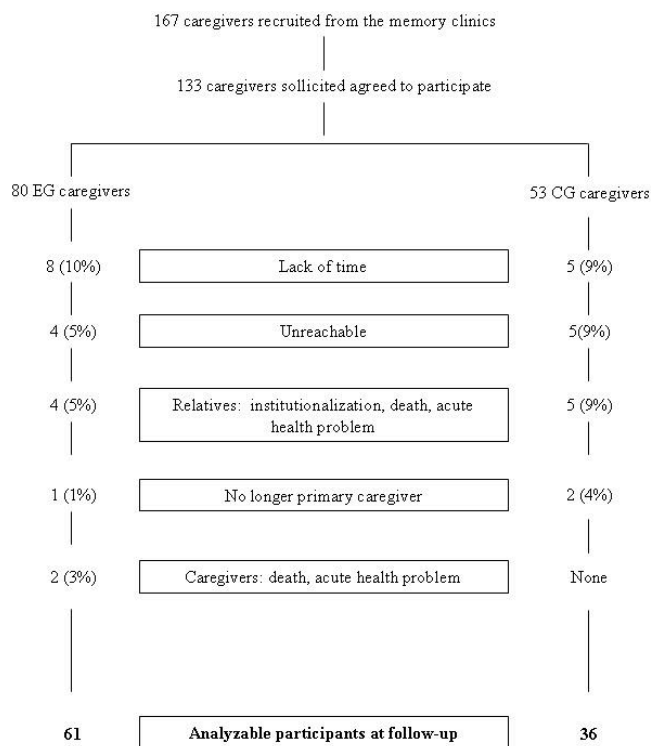 167 caregivers recruited from the memory clinics
133 caregivers sollicited agreed to participate
80 EG caregivers
53 CG caregivers
8 (10%)
Lack of time
5 (9%)
4 (5%)
Unreachable
5(9%)
4 (5%)
Relatives: institutionalization, death, acute
health problem
5 (9%)
1 (1%)
No longer primary caregiver
2 (4%)
2 (3%)
Caregivers: death, acute health problem
None
61
Analyzable participants at follow-up
36